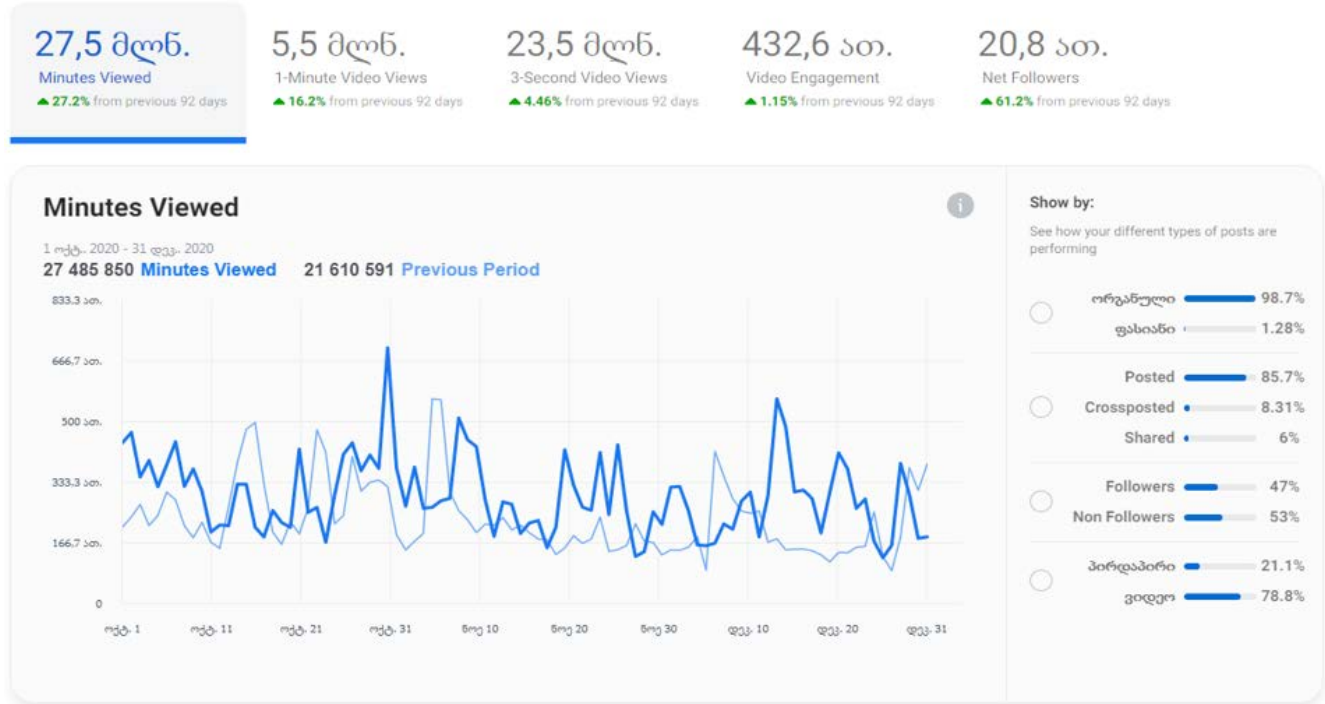 27,5 მლნ.
Minutes Viewed
27.2% from previous 92 days
5,5 მლნ.
1-Minute Video Views
16.2% from previous 92 days
23,5 მლნ.
3-Second Video Views
4.46% from previous 92 days
432,6 ათ.
Video Engagement
1.15% from previous 92 days
20,8 ათ.
Net Followers
61.2% from previous 92 days
Minutes Viewed
1 ოქტ.. 2020 - 31 დეკ.. 2020
27 485 850 Minutes Viewed 21 610 591 Previous Period
833.3 ათ.
666,7 ათ.
500 ათ.
333.3 ათ.
166.7 ათ.
0
ოქტ. 1 ოქტ. 11 ოქტ. 21 ოქტ. 31 ნოე 10 ნოე 20 ნოე 30 დეკ. 10 დეკ. 20 დეკ. 31
Show by:
See how your different types of posts are
performing
ორგანული 98.7%
ფასიანი 1.28%
Posted 85.7%
Crossposted 8.31%
Shared 6%
Followers 47%
Non Followers 53%
პირდაპირი 21.1%
ვიდეო 78.8%